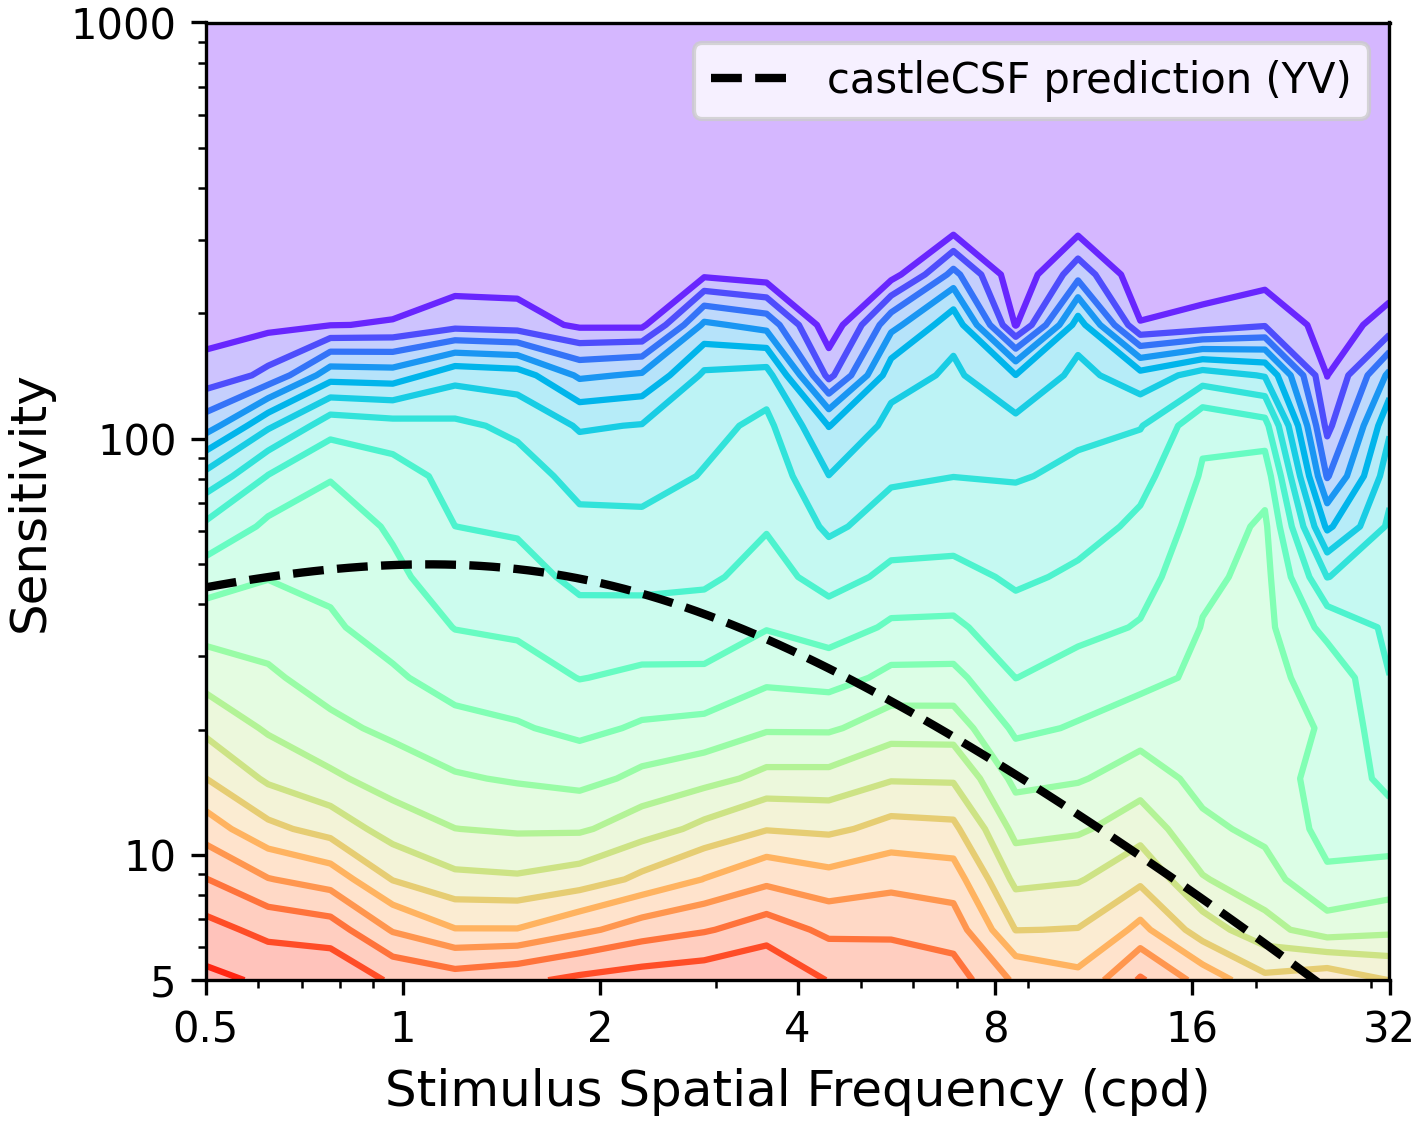 1000
castleCSF prediction (YV)
100
Sensitivity
10
5
0.5 1 2 4 8 16 32
Stimulus Spatial Frequency (cpd)